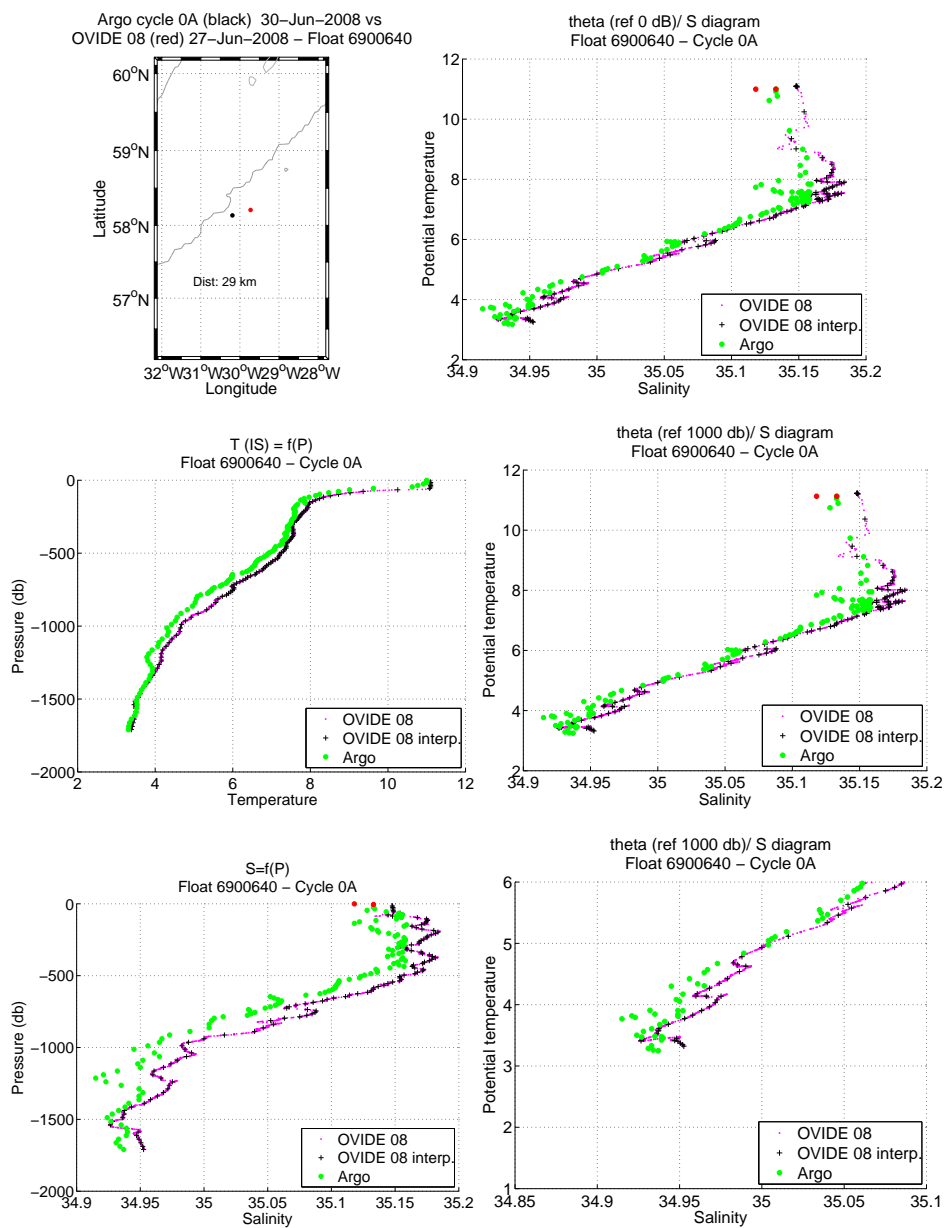 Argo cycle 0A (black)  30−Jun−2008 vs
OVIDE 08 (red) 27−Jun−2008 − Float 6900640
60°N
59°N
58°N
57°N
Latitude
Dist: 29 km
32°W31°W30°W29°W28°W
Longitude
theta (ref 0 dB)/ S diagram
Float 6900640 − Cycle 0A
12
10
8
6
4
2
Potential temperature
OVIDE 08
OVIDE 08 interp.
Argo
34.9 34.95 35 35.05 35.1 35.15 35.2
Salinity
T (IS) = f(P)
Float 6900640 − Cycle 0A
0
−500
−1000
−1500
−2000
Pressure (db)
OVIDE 08
OVIDE 08 interp.
Argo
2 4 6 8 10 12
Temperature
theta (ref 1000 db)/ S diagram
Float 6900640 − Cycle 0A
12
10
8
6
4
2
Potential temperature
OVIDE 08
OVIDE 08 interp.
Argo
34.9 34.95 35 35.05 35.1 35.15 35.2
Salinity
S=f(P)
Float 6900640 − Cycle 0A
0
−500
−1000
−1500
−2000
Pressure (db)
OVIDE 08
OVIDE 08 interp.
Argo
34.9 34.95 35 35.05 35.1 35.15 35.2
Salinity
theta (ref 1000 db)/ S diagram
Float 6900640 − Cycle 0A
6
5
4
3
2
1
Potential temperature
OVIDE 08
OVIDE 08 interp.
Argo
34.85 34.9 34.95 35 35.05 35.1
Salinity